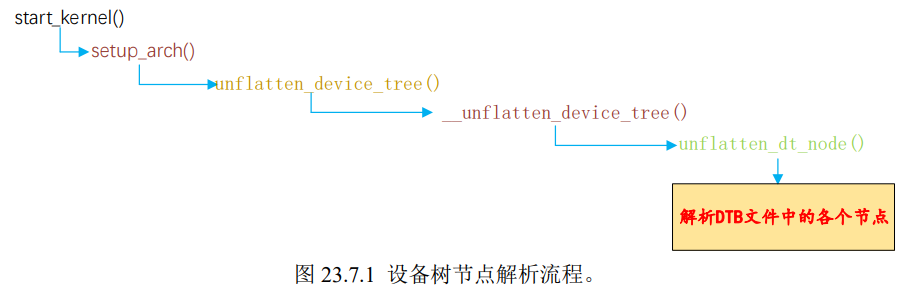 start_kernel()
setup_arch()
unflatten_device_tree()
__unflatten_device_tree()
unflatten_dt_node()
解析DTB文件中的各个节点
图 23.7.1 设备树节点解析流程。